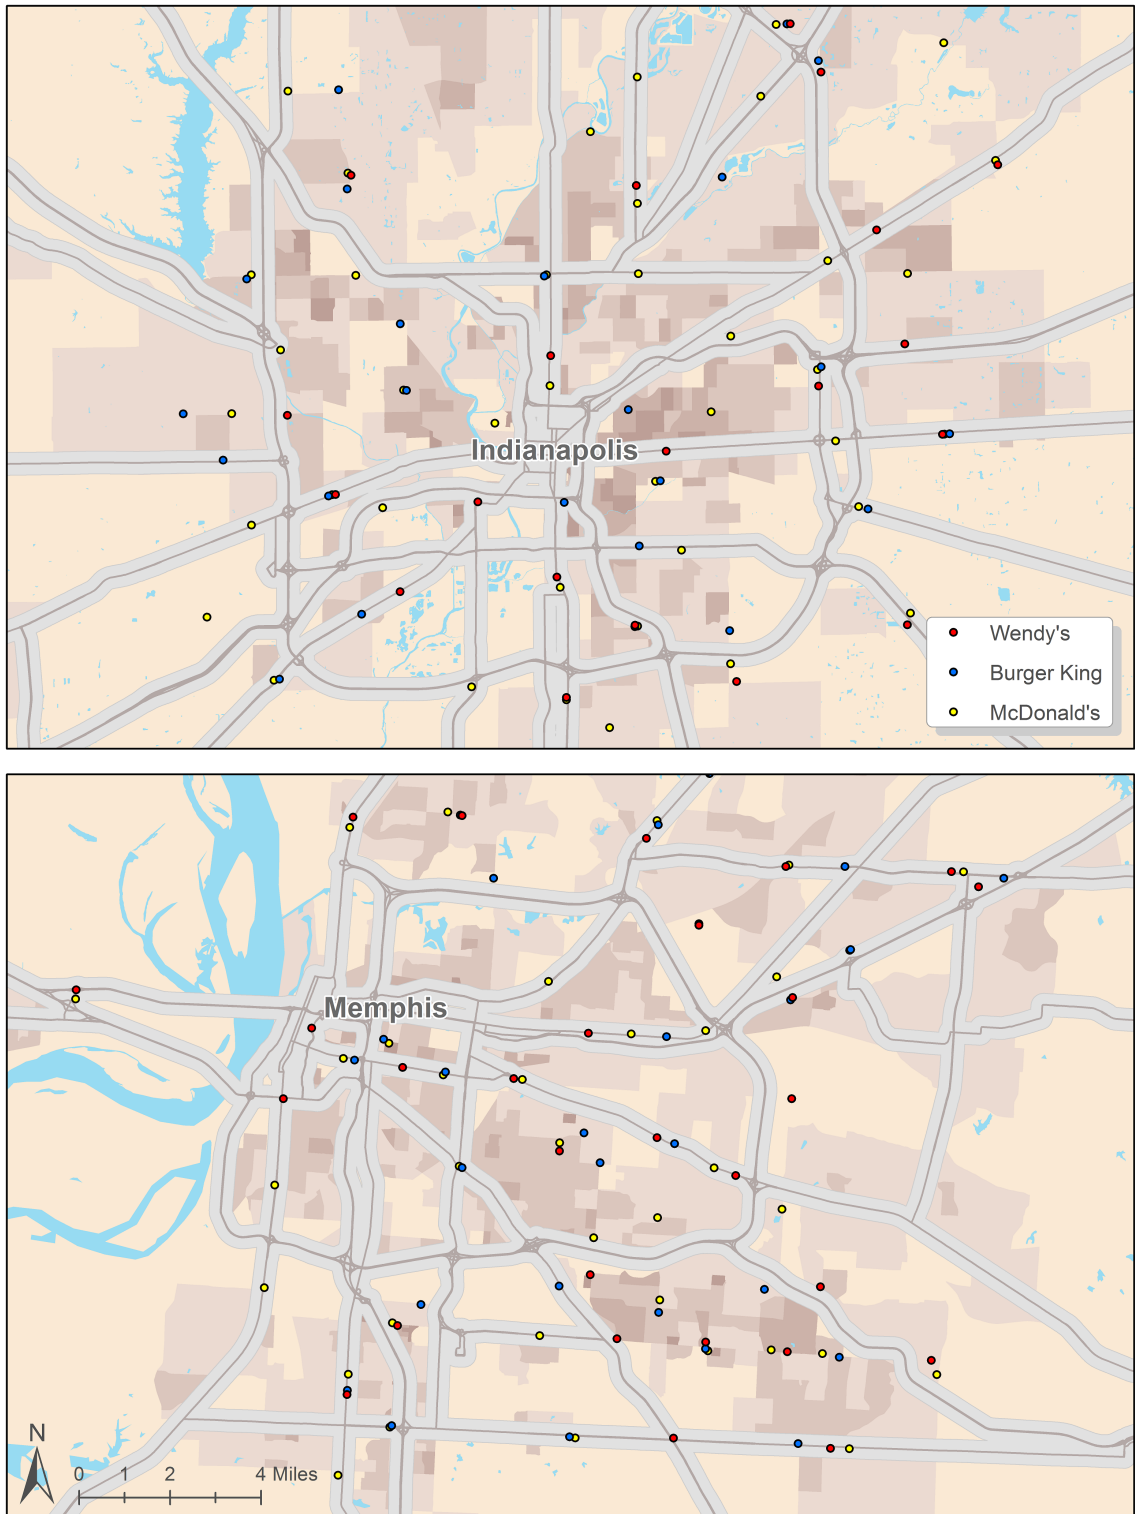 Indianapolis
Wendy's
Burger King
McDonald's
Memphis
N
0 1 2 4 Miles